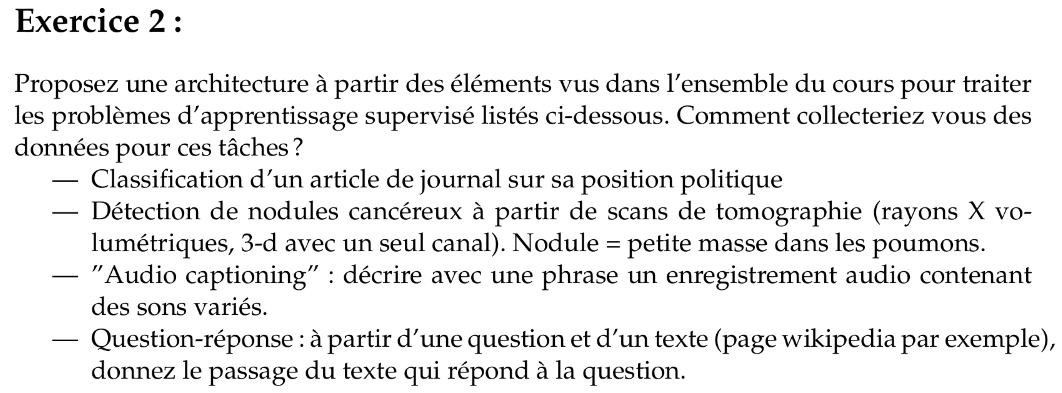 Exercice 2 :
Proposez une architecture à partir des éléments vus dans l'ensemble du cours pour traiter
les problèmes d'apprentissage supervisé listés ci-dessous. Comment collecteriez vous des
données pour ces tâches ?
— Classification d'un article de journal sur sa position politique
— Détection de nodules cancéreux à partir de scans de tomographie (rayons X vo-
lumétriques, 3-d avec un seul canal). Nodule = petite masse dans les poumons.
— ”Audio captioning” : décrire avec une phrase un enregistrement audio contenant
des sons variés.
— Question-réponse : à partir d'une question et d'un texte (page wikipedia par exemple),
donnez le passage du texte qui répond à la question.